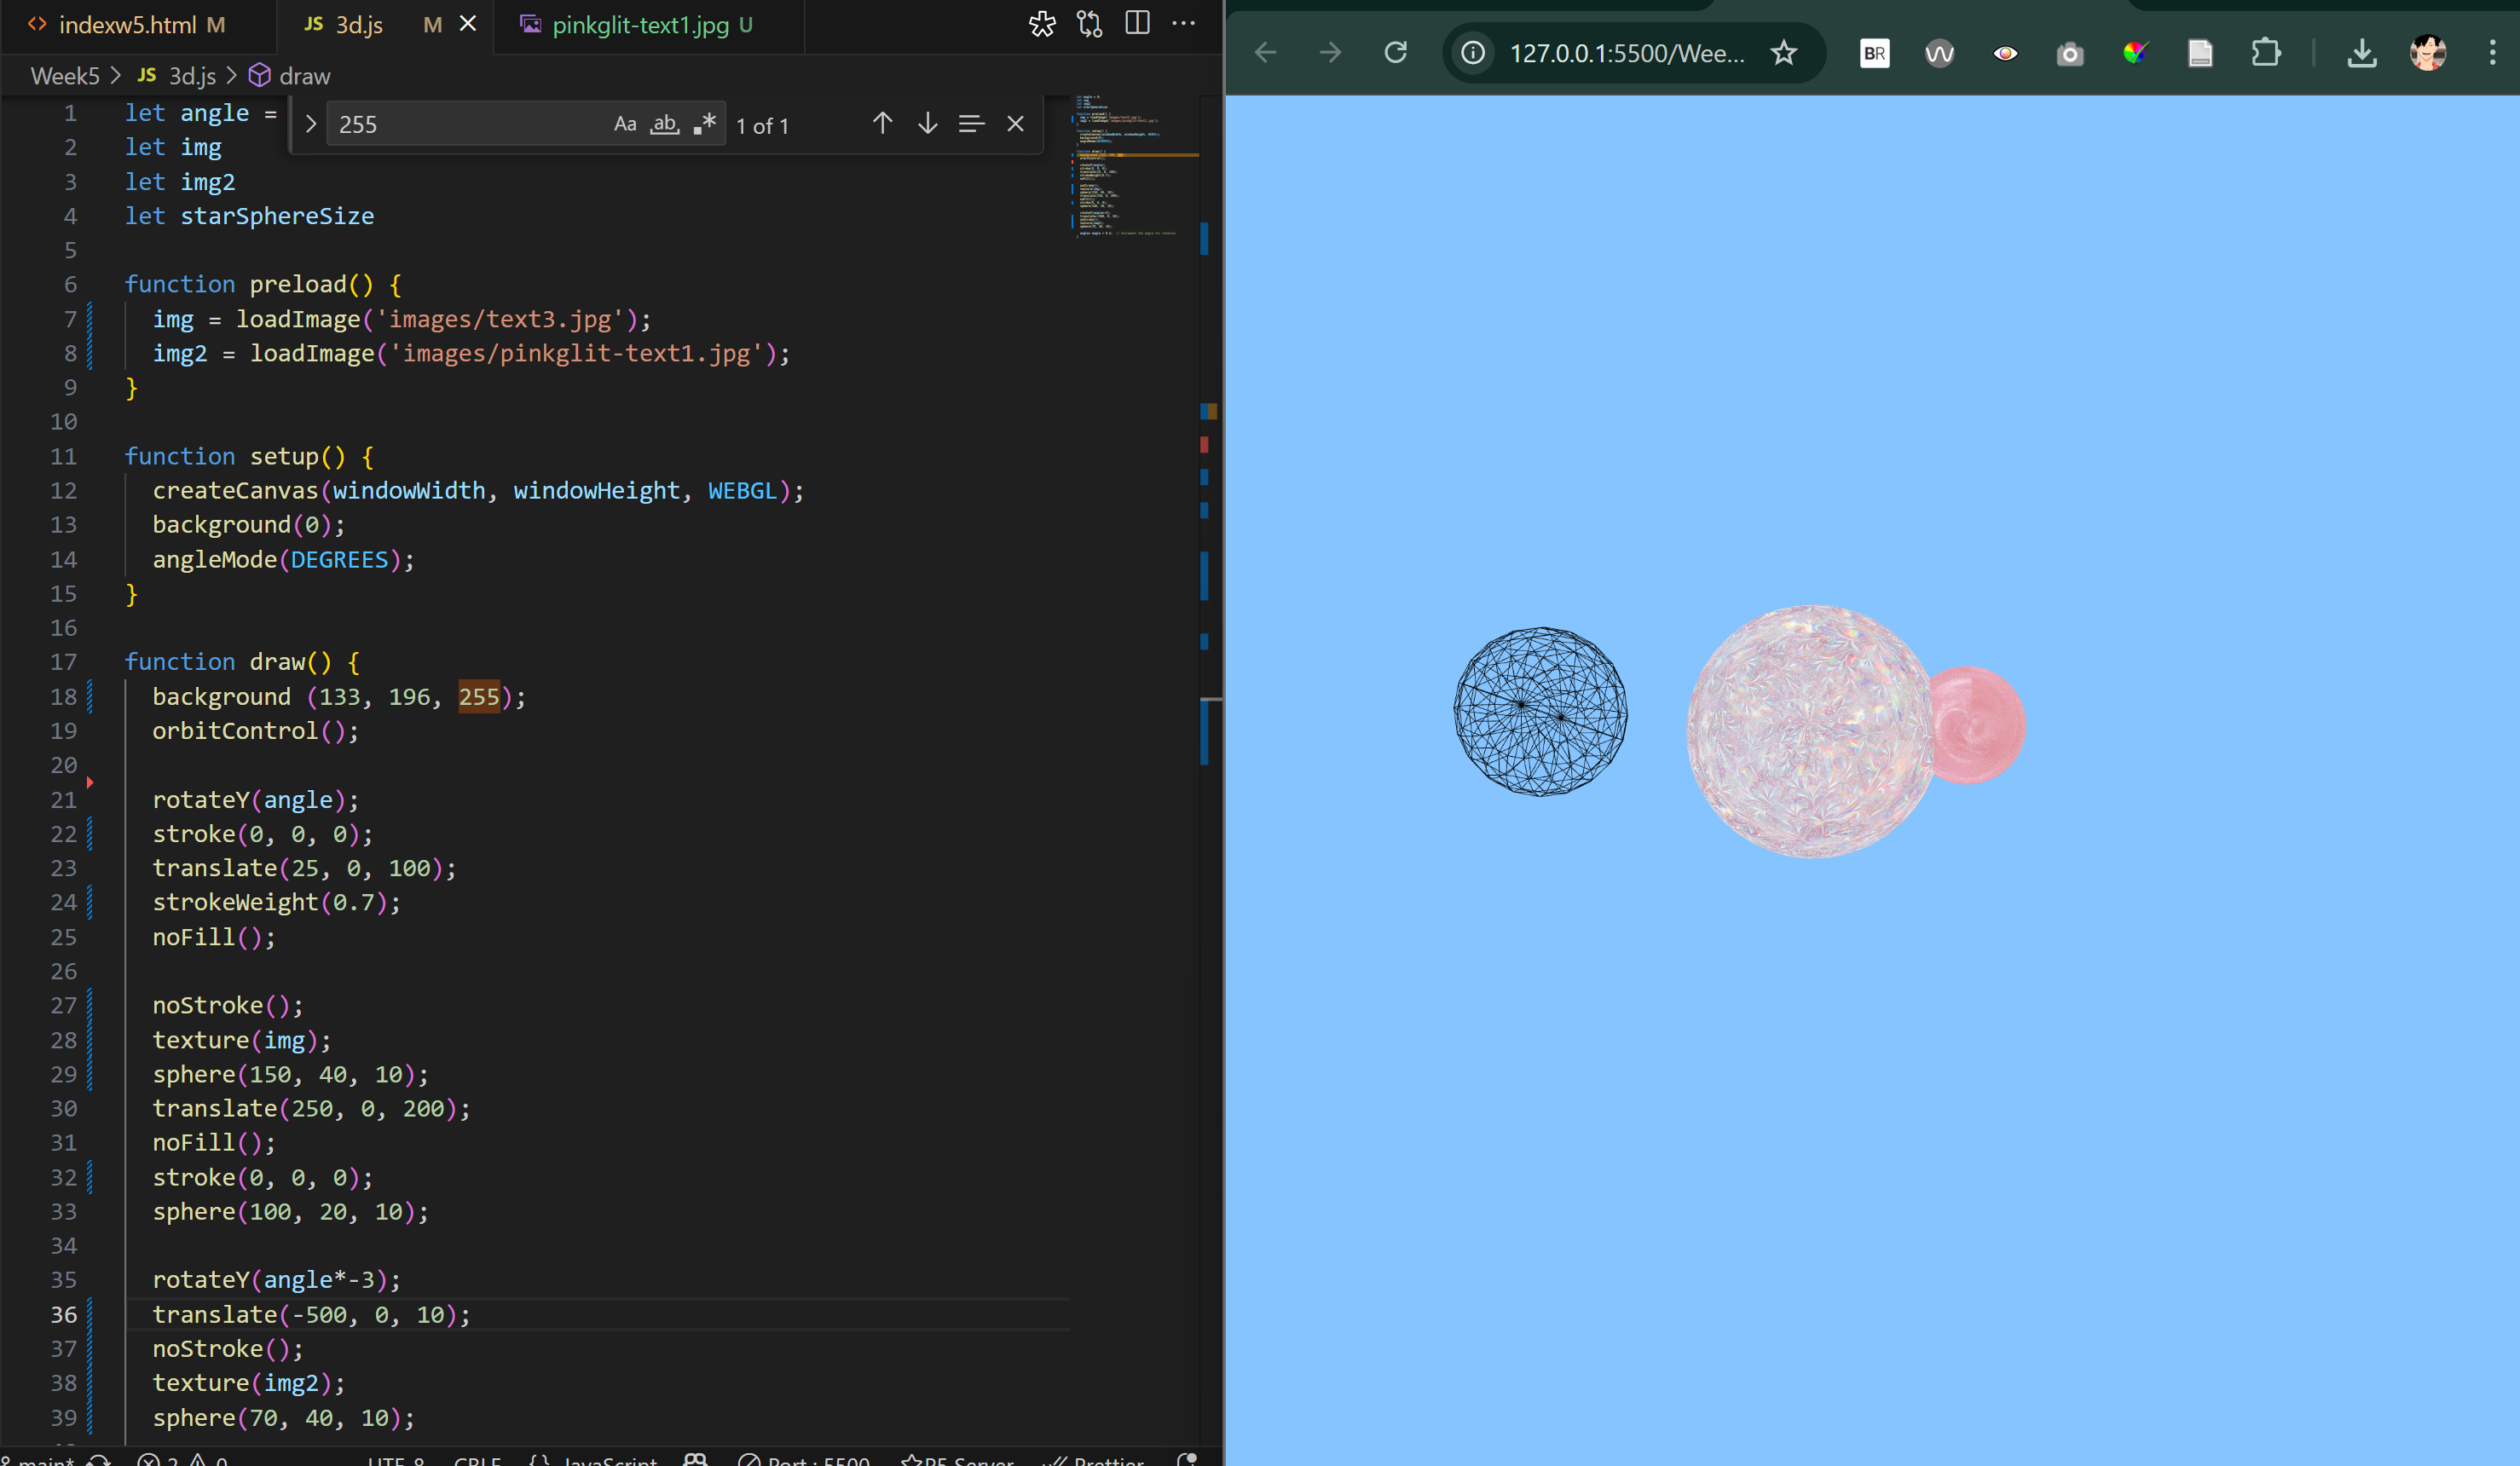 indexw5.html M
JS 3d.js M
pinkglit-text1.jpg U
127.0.0.1:5500/Wee...
BR
Week5 > JS 3d.js > draw
255
Aa ab .* 1 of 1
1 let angle =
2 let img
3 let img2
4 let starSphereSize
5
6 function preload() {
7 img = loadImage('images/text3.jpg');
8 img2 = loadImage('images/pinkglit-text1.jpg');
9 }
10
11 function setup() {
12 createCanvas(windowWidth, windowHeight, WEBGL);
13 background(0);
14 angleMode(DEGREES);
15 }
16
17 function draw() {
18 background (133, 196, 255);
19 orbitControl();
20
21 rotateY(angle);
22 stroke(0, 0, 0);
23 translate(25, 0, 100);
24 strokeWeight(0.7);
25 noFill();
26
27 noStroke();
28 texture(img);
29 sphere(150, 40, 10);
30 translate(250, 0, 200);
31 noFill();
32 stroke(0, 0, 0);
33 sphere(100, 20, 10);
34
35 rotateY(angle*-3);
36 translate(-500, 0, 10);
37 noStroke();
38 texture(img2);
39 sphere(70, 40, 10);
main* 2 0 UTF-8 CRLF {} JavaScript Port : 5500 P5 Server Prettier